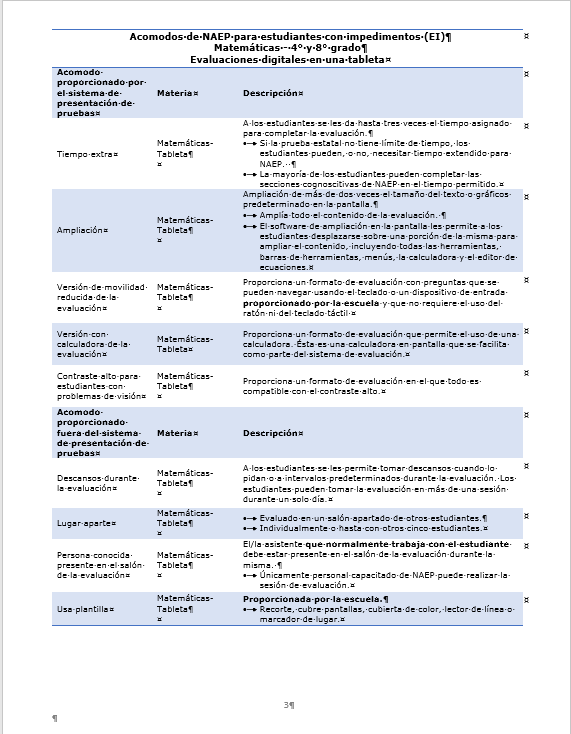 Acomodos de NAEP para estudiantes con impedimentos (EI)¶
Matemáticas -- 4° y 8° grado¶
Evaluaciones digitales en una tableta¤
Acomodo proporcionado por el sistema de presentación de pruebas¤ Materia¤ Descripción¤
Tiempo extra¤
Matemáticas-
Tableta¶
¤
A los estudiantes se les da hasta tres veces el tiempo asignado
para completar la evaluación.¶
• Si la prueba estatal no tiene límite de tiempo, los
estudiantes pueden, o no, necesitar tiempo extendido para
NAEP. ¶
• La mayoría de los estudiantes pueden completar las
secciones cognoscitivas de NAEP en el tiempo permitido.¤
Ampliación¤
Matemáticas-
Tableta¶
¤
Ampliación de más de dos veces el tamaño del texto o gráficos
predeterminado en la pantalla.¶
• Amplía todo el contenido de la evaluación. ¶
• El software de ampliación en la pantalla les permite a los
estudiantes desplazarse sobre una porción de la misma para
ampliar el contenido, incluyendo todas las herramientas,
barras de herramientas, menús, la calculadora y el editor de
ecuaciones.¤
Versión de movilidad
reducida de la
evaluación¤
Matemáticas-
Tableta¶
¤
Proporciona un formato de evaluación con preguntas que se
pueden navegar usando el teclado o un dispositivo de entrada
proporcionado por la escuela y que no requiere el uso del
ratón ni del teclado táctil ¤
Versión con
calculadora de la
evaluación¤
Matemáticas-
Tableta¤
Proporciona un formato de evaluación que permite el uso de una
calculadora. Ésta es una calculadora en pantalla que se facilita
como parte del sistema de evaluación.¤
Contraste alto para
estudiantes con
problemas de visión¤
Matemáticas-
Tableta¶
¤
Proporciona un formato de evaluación en el que todo es
compatible con el contraste alto.¤
Acomodo proporcionado fuera del sistema de presentación de pruebas¤ Materia¤ Descripción¤
Descansos durante
la evaluación¤
Matemáticas-
Tableta¶
¤
A los estudiantes se les permite tomar descansos cuando lo
pidan o a intervalos predeterminados durante la evaluación. Los
estudiantes pueden tomar la evaluación en más de una sesión
durante un solo día.¤
Lugar aparte¤
Matemáticas-
Tableta¶
¤
• Evaluado en un salón apartado de otros estudiantes.¶
• Individualmente o hasta con otros cinco estudiantes.¤
Persona conocida
presente en el salón
de la evaluación¤
Matemáticas-
Tableta¶
¤
El/la asistente que normalmente trabaja con el estudiante
debe estar presente en el salón de la evaluación durante la
misma. ¶
• Únicamente personal capacitado de NAEP puede realizar la
sesión de evaluación.¤
Usa plantilla¤
Matemáticas-
Tableta¶
¤
Proporcionada por la escuela.¶
• Recorte, cubre pantallas, cubierta de color, lector de línea o
marcador de lugar.¤
3¶
¶